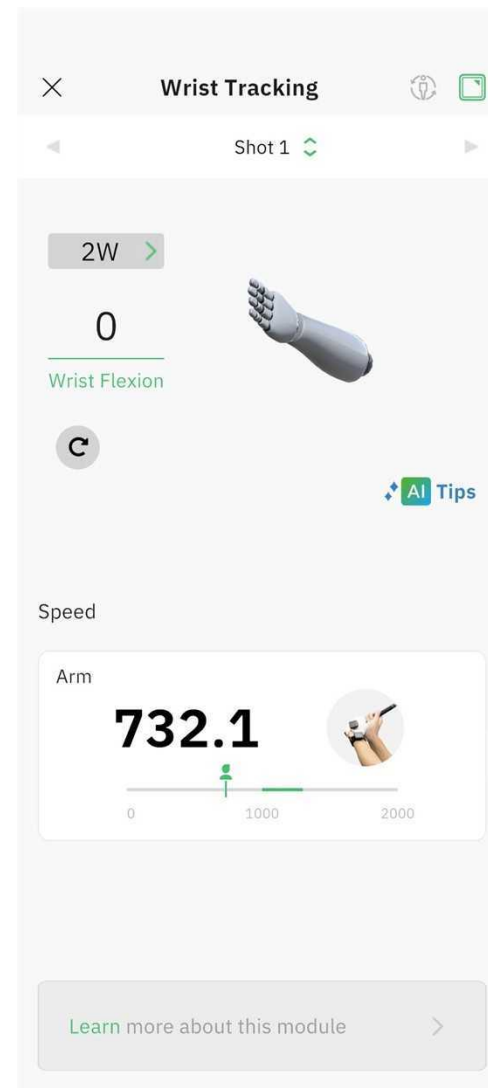 Wrist Tracking
Shot 1
2W
0
Wrist Flexion
AI Tips
Speed
Arm
732.1
0 1000 2000
Learn more about this module